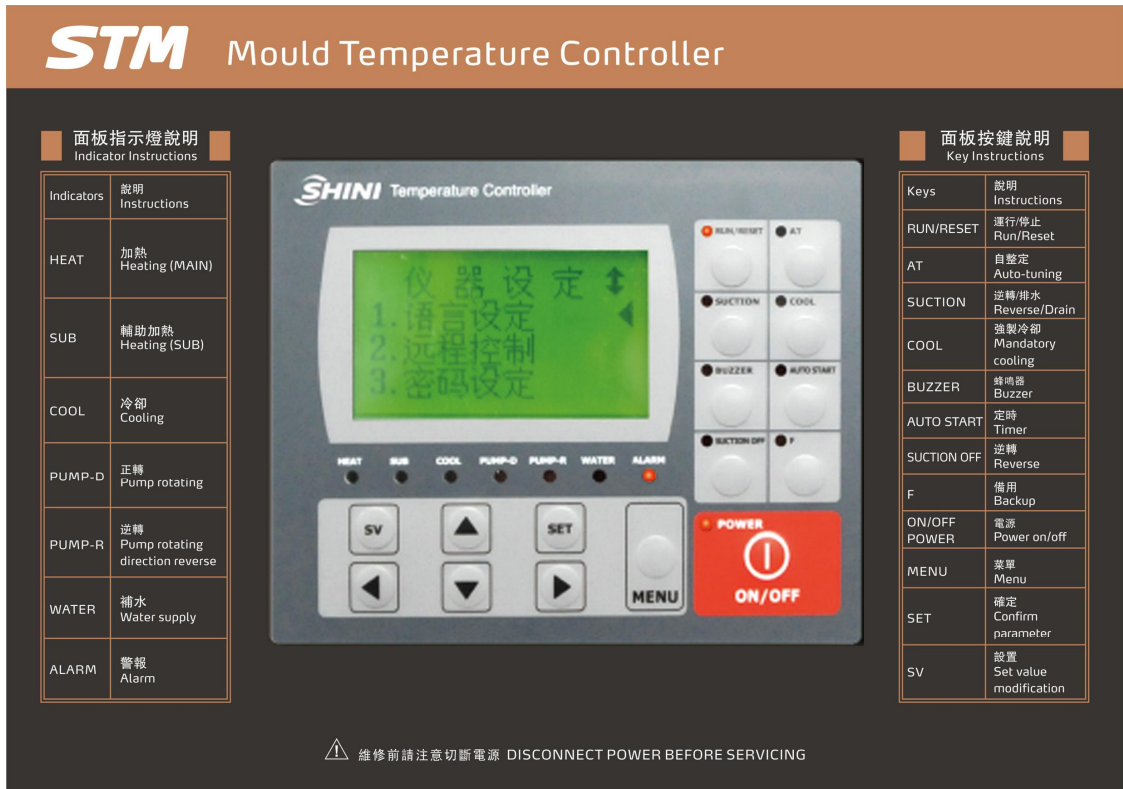 STM Mould Temperature Controller
面板指示燈說明
Indicator Instructions
Indicators
說明
Instructions
HEAT
加熱
Heating (MAIN)
SUB
輔助加熱
Heating (SUB)
COOL
冷卻
Cooling
PUMP-D
正轉
Pump rotating
PUMP-R
逆轉
Pump rotating
direction reverse
WATER
補水
Water supply
ALARM
警報
Alarm
SHINI Temperature Controller
仪器设定
1.语言设定
2.远程控制
3.密码设定
HEAT SUB COOL PUMP-D PUMP-R WATER ALARM
SV
SET
MENU
RUN/RESET AT
SUCTION COOL
BUZZER AUTO START
SUCTION OFF F
POWER
ON/OFF
面板按鍵說明
Key Instructions
Keys
說明
Instructions
RUN/RESET
運行/停止
Run/Reset
AT
自整定
Auto-tuning
SUCTION
逆轉/排水
Reverse/Drain
COOL
強製冷卻
Mandatory
cooling
BUZZER
蜂鳴器
Buzzer
AUTO START
定時
Timer
SUCTION OFF
逆轉
Reverse
F
備用
Backup
ON/OFF
POWER
電源
Power on/off
MENU
菜單
Menu
SET
確定
Confirm
parameter
SV
設置
Set value
modification
維修前請注意切斷電源 DISCONNECT POWER BEFORE SERVICING